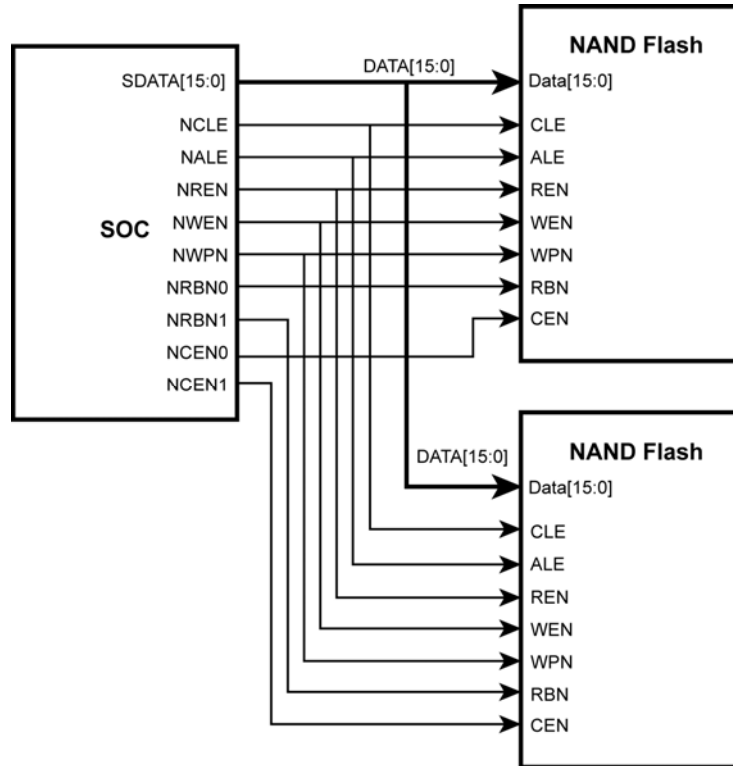 SOC
SDATA[15:0]
NCLE
NALE
NREN
NWEN
NWPN
NRBN0
NRBN1
NCEN0
NCEN1
DATA[15:0]
NAND Flash
Data[15:0]
CLE
ALE
REN
WEN
WPN
RBN
CEN
DATA[15:0]
NAND Flash
Data[15:0]
CLE
ALE
REN
WEN
WPN
RBN
CEN